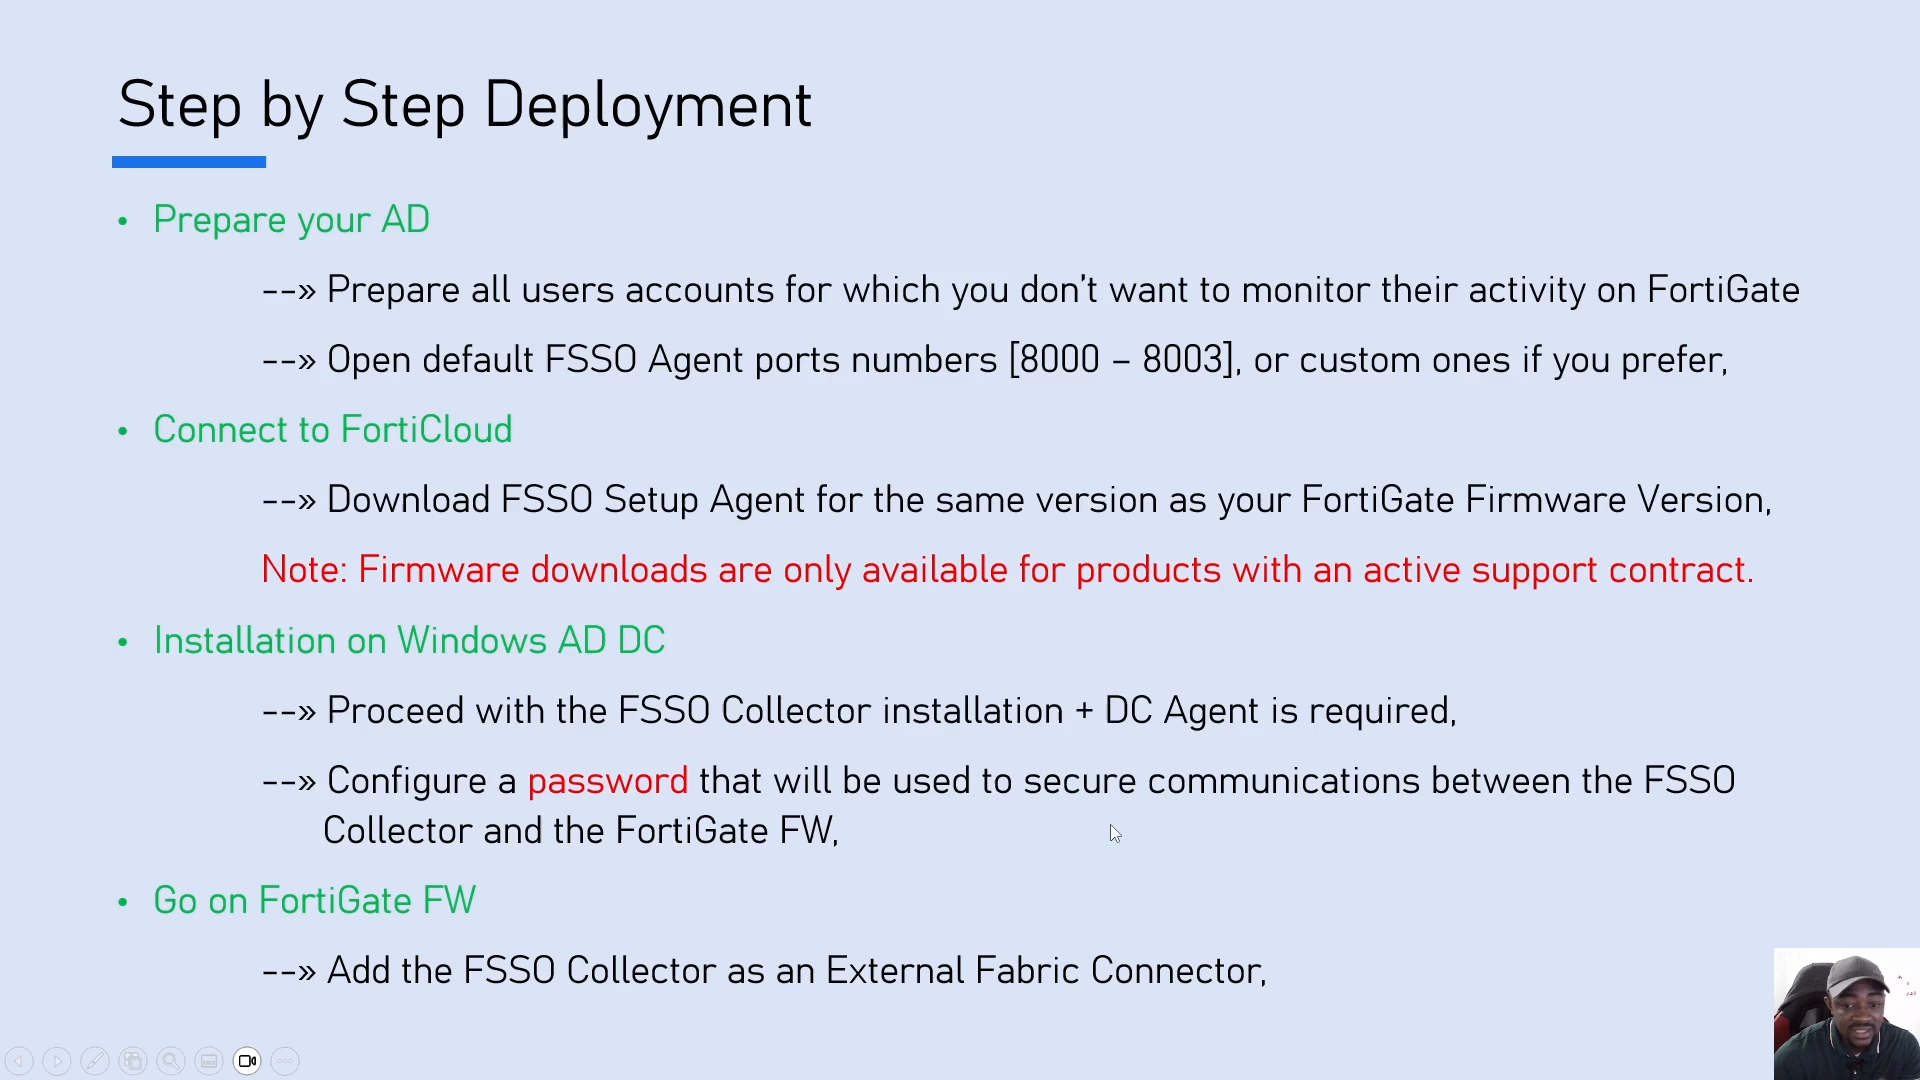 Step by Step Deployment
• Prepare your AD
--» Prepare all users accounts for which you don't want to monitor their activity on FortiGate
--» Open default FSSO Agent ports numbers [8000 – 8003], or custom ones if you prefer,
• Connect to FortiCloud
--» Download FSSO Setup Agent for the same version as your FortiGate Firmware Version,
Note: Firmware downloads are only available for products with an active support contract.
• Installation on Windows AD DC
--» Proceed with the FSSO Collector installation + DC Agent is required,
--» Configure a password that will be used to secure communications between the FSSO
Collector and the FortiGate FW,
• Go on FortiGate FW
--» Add the FSSO Collector as an External Fabric Connector,